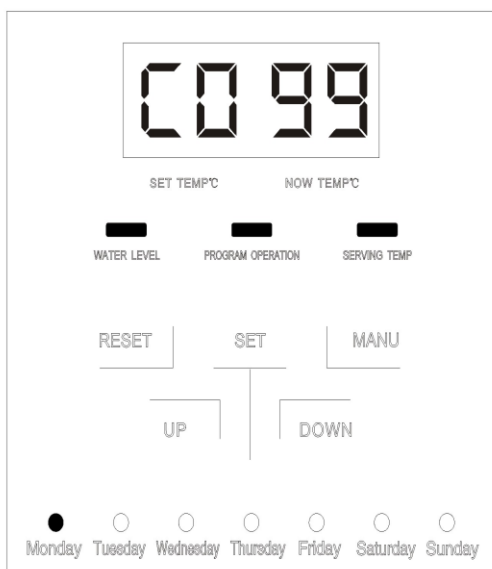 C0 99
SET TEMP℃ NOW TEMP℃
WATER LEVEL PROGRAM OPERATION SERVING TEMP
RESET SET MANU
UP DOWN
Monday Tuesday Wednesday Thursday Friday Saturday Sunday